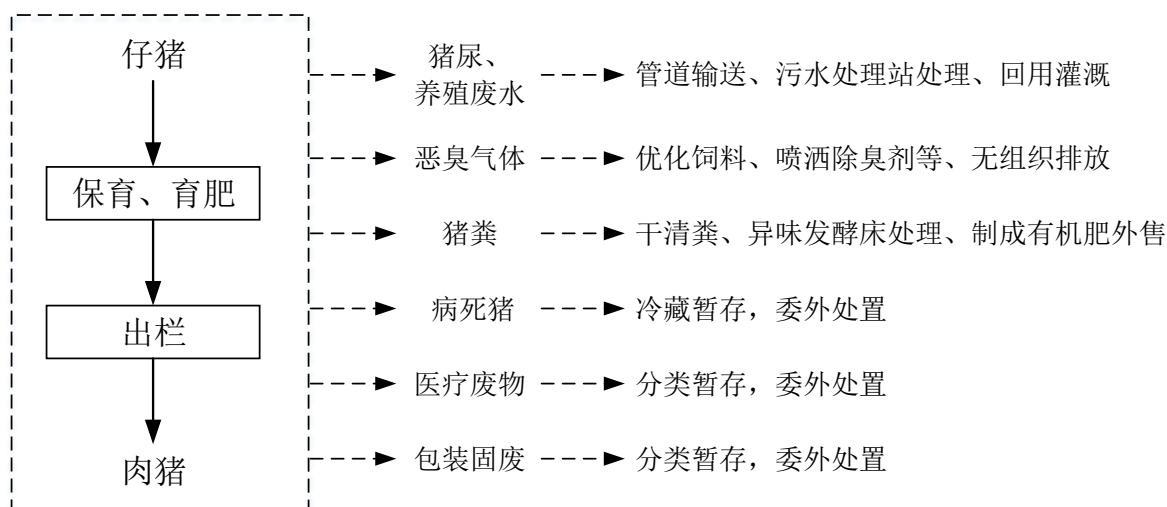 仔猪
保育、育肥
出栏
肉猪
猪尿、
养殖废水
管道输送、污水处理站处理、回用灌溉
恶臭气体
优化饲料、喷洒除臭剂等、无组织排放
猪粪
干清粪、异味发酵床处理、制成有机肥外售
病死猪
冷藏暂存，委外处置
医疗废物
分类暂存，委外处置
包装固废
分类暂存，委外处置